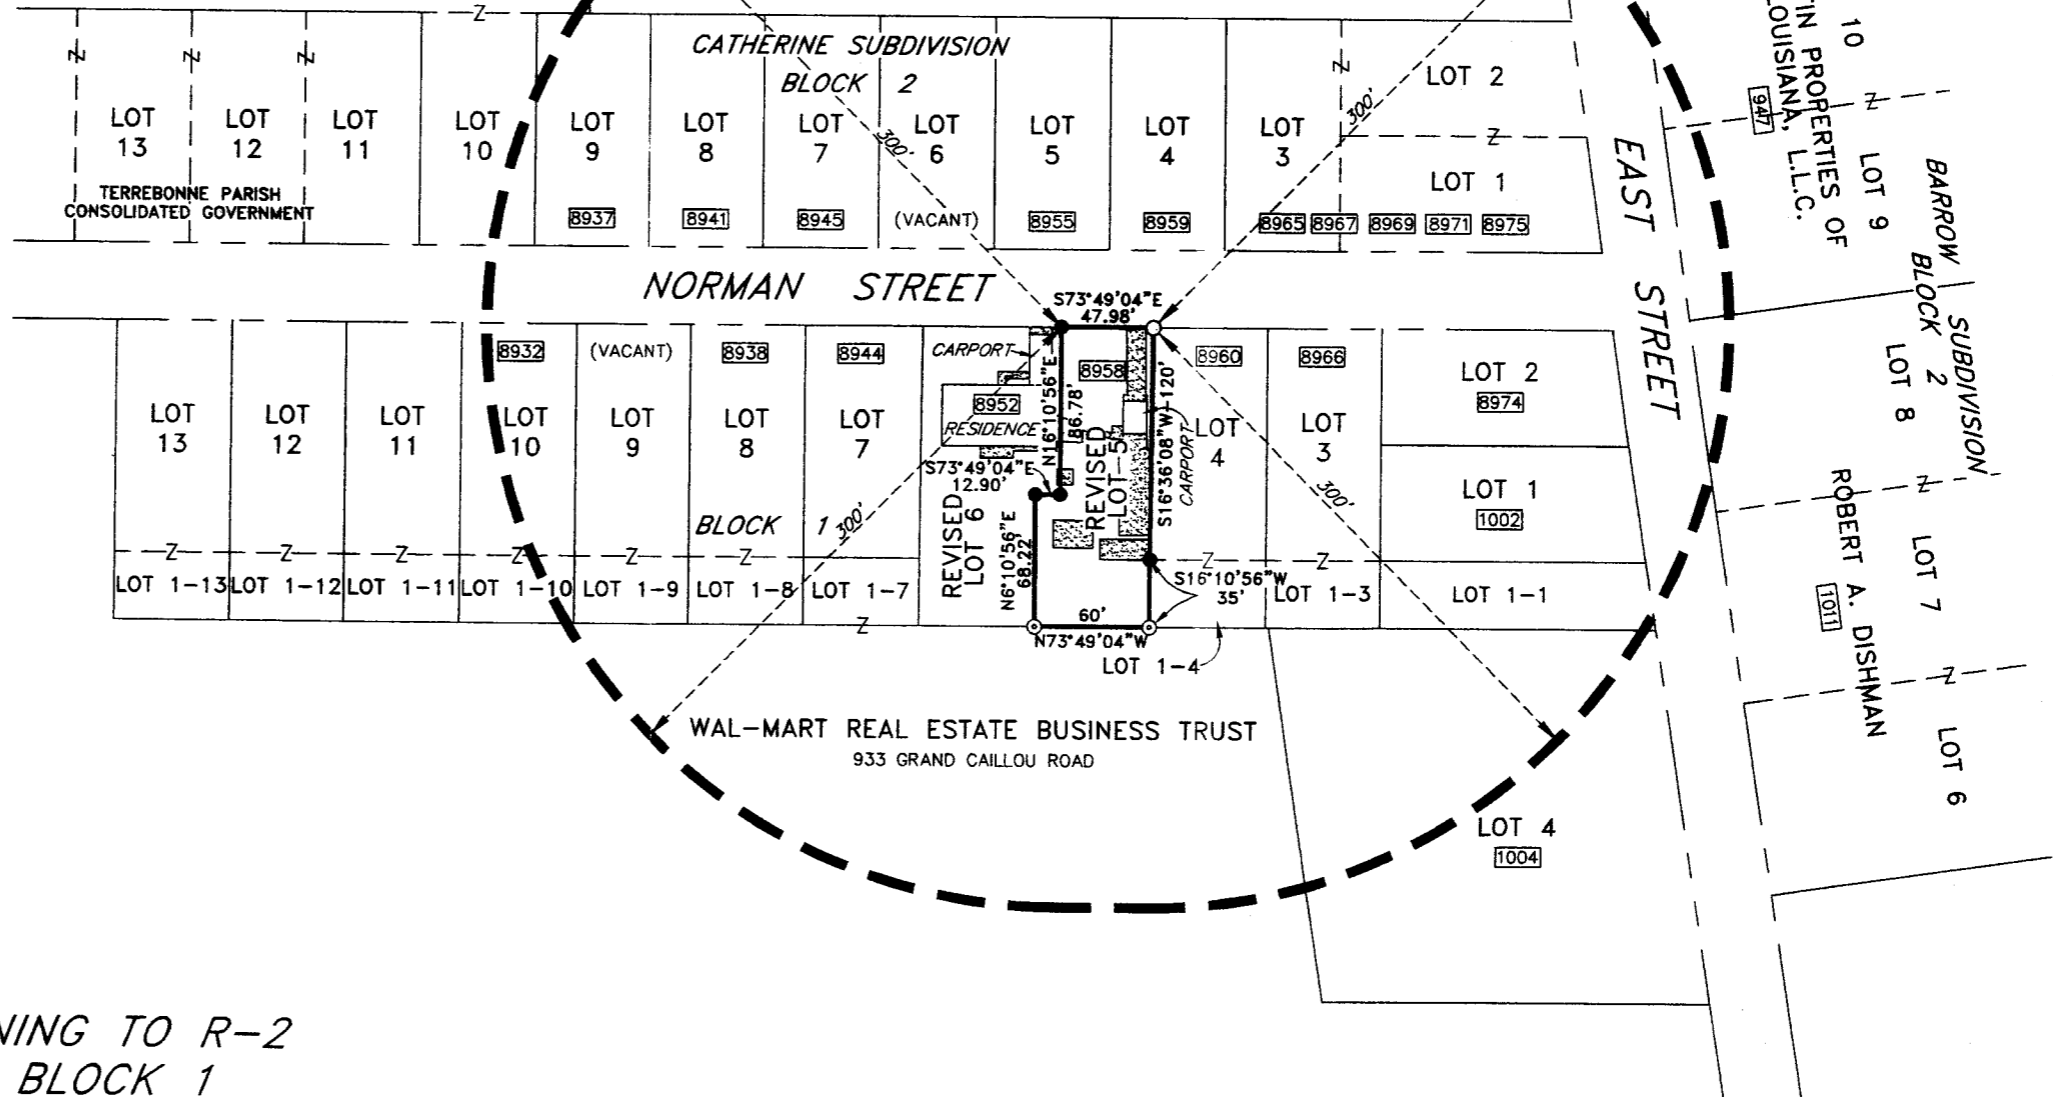 CATHERINE SUBDIVISION
BLOCK 2
LOT 13
LOT 12
LOT 11
LOT 10
LOT 9
LOT 8
LOT 7
LOT 6
LOT 5
LOT 4
LOT 3
LOT 2
LOT 1
TERREBONNE PARISH
CONSOLIDATED GOVERNMENT
8937
8941
8945
(VACANT)
8955
8959
8965
8967
8969
8971
8975
300'
300'
NORMAN STREET
EAST STREET
S73°49'04"E
47.98'
8932
(VACANT)
8938
8944
CARPORT
8952
RESIDENCE
8958
8960
8966
LOT 2
8974
LOT 13
LOT 12
LOT 11
LOT 10
LOT 9
LOT 8
LOT 7
REVISED
LOT 6
REVISED
LOT 5
LOT 4
LOT 3
LOT 1
1002
N16°10'56"E
86.78'
S16°36'08"W-120'
CARPORT
S73°49'04"E
12.90'
N6°10'56"E
68.22'
S16°10'56"W
35'
60'
N73°49'04"W
BLOCK 1
300'
300'
LOT 1-13
LOT 1-12
LOT 1-11
LOT 1-10
LOT 1-9
LOT 1-8
LOT 1-7
LOT 1-3
LOT 1-1
LOT 1-4
WAL-MART REAL ESTATE BUSINESS TRUST
933 GRAND CAILLOU ROAD
LOT 4
1004
10
TIN PROPERTIES OF
LOUISIANA, L.L.C.
947
LOT 9
BARROW SUBDIVISION
BLOCK 2
LOT 8
ROBERT A. DISHMAN
1011
LOT 7
LOT 6
NING TO R-2
BLOCK 1